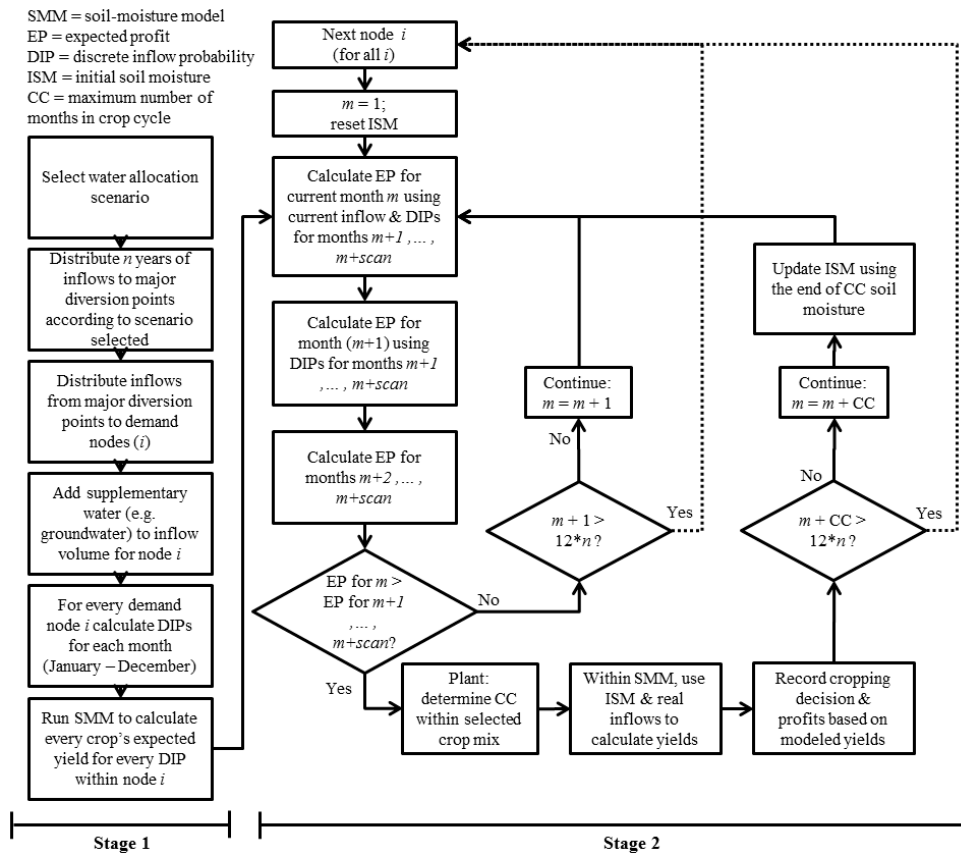 SMM = soil-moisture model
EP = expected profit
DIP = discrete inflow probability
ISM = initial soil moisture
CC = maximum number of
months in crop cycle
Select water allocation
scenario
Distribute n years of
inflows to major
diversion points
according to scenario
selected
Distribute inflows
from major diversion
points to demand
nodes (i)
Add supplementary
water (e.g.
groundwater) to inflow
volume for node i
For every demand
node i calculate DIPs
for each month
(January – December)
Run SMM to calculate
every crop's expected
yield for every DIP
within node i
Stage 1
Next node i
(for all i)
m = 1;
reset ISM
Calculate EP for
current month m using
current inflow & DIPs
for months m+1 ,… ,
m+scan
Calculate EP for
month (m+1) using
DIPs for months m+1
,… , m+scan
Calculate EP for
months m+2 ,… ,
m+scan
EP for m >
EP for m+1
,… ,
m+scan?
No
Yes
m + 1 >
12*n ?
No
Yes
Continue:
m = m + 1
Plant:
determine CC
within selected
crop mix
Within SMM, use
ISM & real
inflows to
calculate yields
Record cropping
decision &
profits based on
modeled yields
m + CC >
12*n ?
No
Yes
Continue:
m = m + CC
Update ISM using
the end of CC soil
moisture
Stage 2